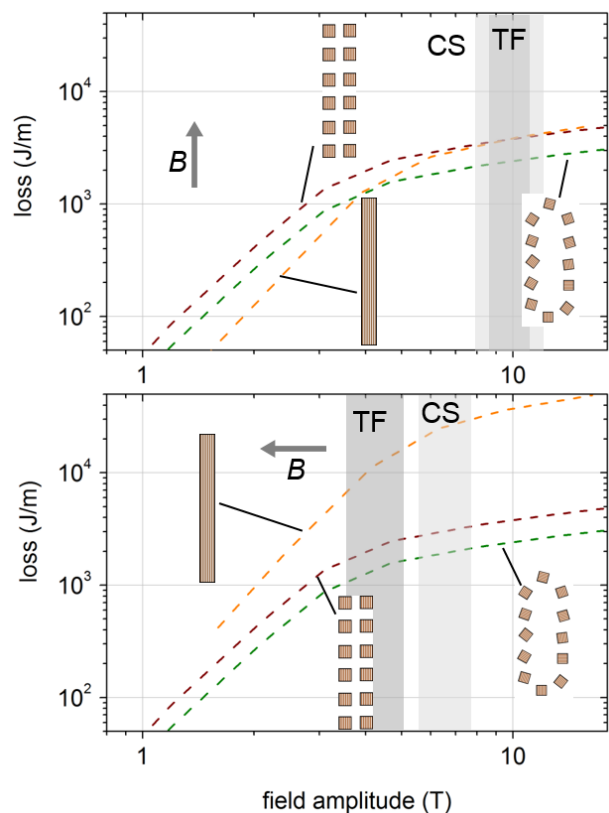 CS TF
10⁴
B
10³
10²
loss (J/m)
1 10
TF CS
B
10⁴
10³
10²
loss (J/m)
1 10
field amplitude (T)